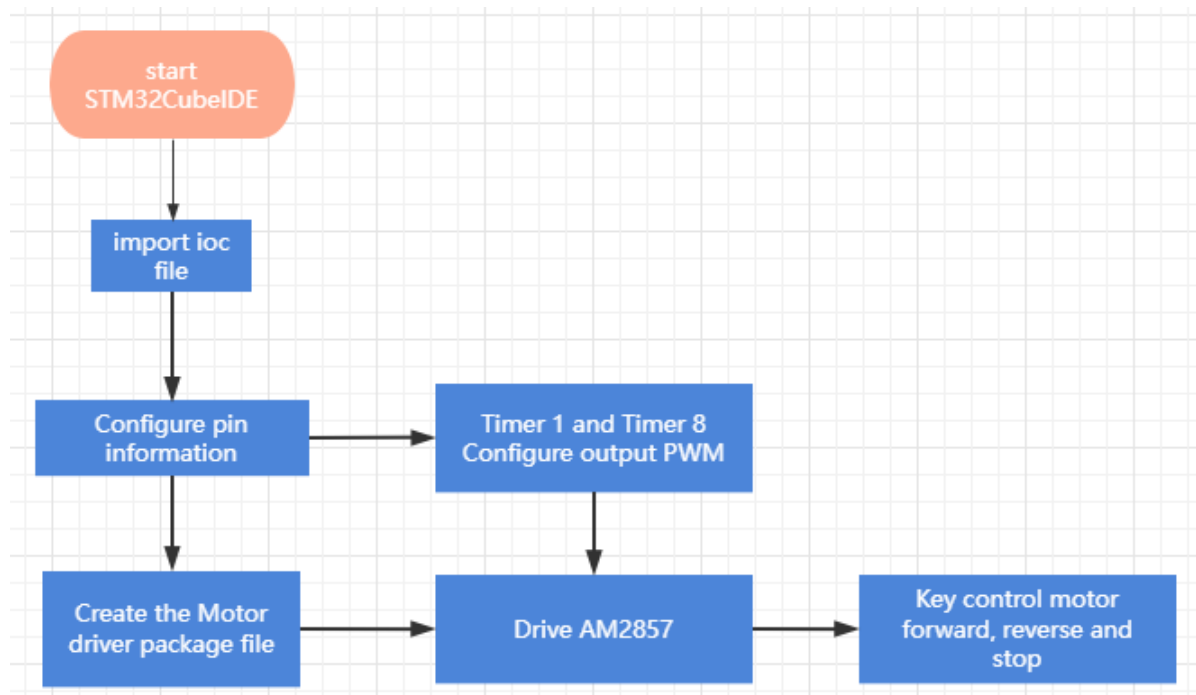 start
STM32CubeIDE
import ioc
file
Configure pin
information
Timer 1 and Timer 8
Configure output PWM
Create the Motor
driver package file
Drive AM2857
Key control motor
forward, reverse and
stop